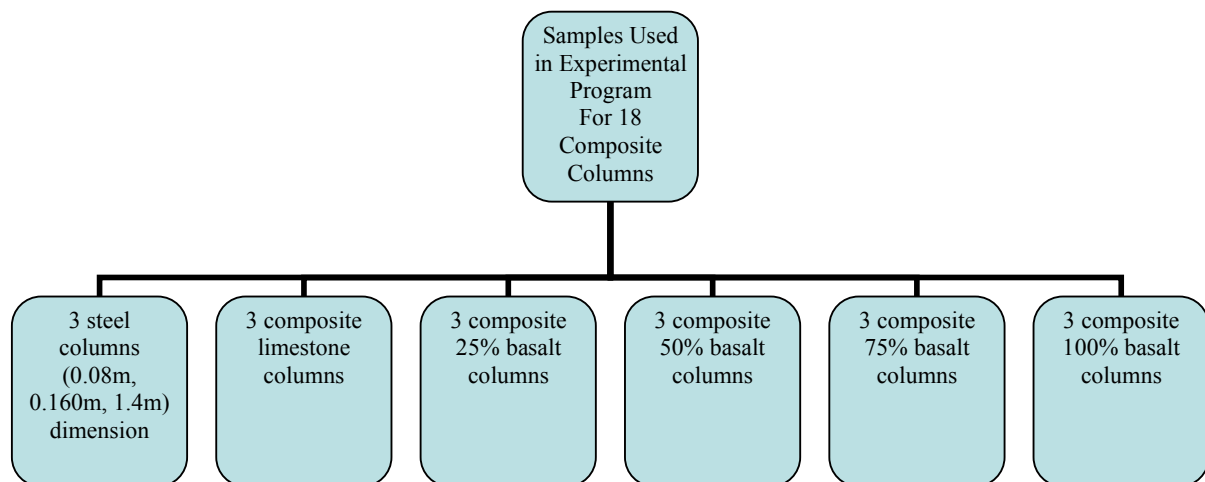 Samples Used
in Experimental
Program
For 18
Composite
Columns
3 steel
columns
(0.08m,
0.160m, 1.4m)
dimension
3 composite
limestone
columns
3 composite
25% basalt
columns
3 composite
50% basalt
columns
3 composite
75% basalt
columns
3 composite
100% basalt
columns